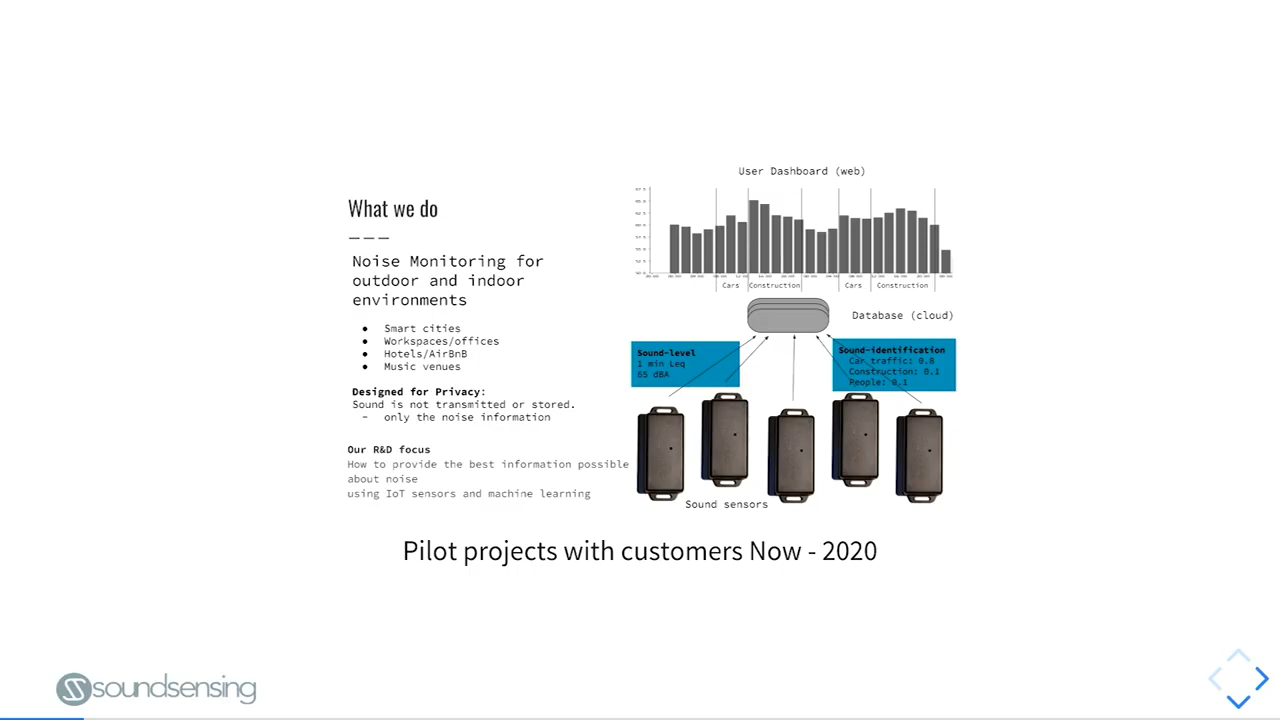 What we do
Noise Monitoring for
outdoor and indoor
environments
● Smart cities
● Workspaces/offices
● Hotels/AirBnB
● Music venues
Designed for Privacy:
Sound is not transmitted or stored.
- only the noise information
Our R&D focus
How to provide the best information possible
about noise
using IoT sensors and machine learning
User Dashboard (web)
Cars Construction Cars Construction
Database (cloud)
Sound-level
1 min Leq
65 dBA
Sound-identification
Car traffic: 0.8
Construction: 0.1
People: 0.1
Sound sensors
Pilot projects with customers Now - 2020
soundsensing